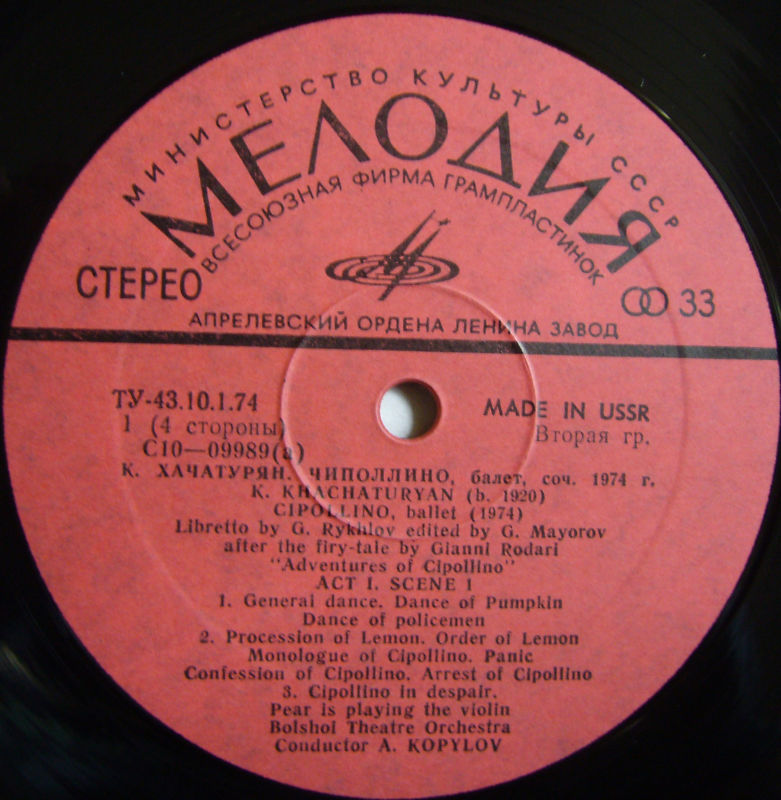 МИНИСТЕРСТВО КУЛЬТУРЫ СССР
МЕЛОДИЯ
ВСЕСОЮЗНАЯ ФИРМА ГРАМПЛАСТИНОК
СТЕРЕО
33
АПРЕЛЕВСКИЙ ОРДЕНА ЛЕНИНА ЗАВОД
ТУ-43.10.1.74
MADE IN USSR
1 (4 стороны)
Вторая гр.
С10—09989(а)
К. ХАЧАТУРЯН. ЧИПОЛЛИНО, балет, соч. 1974 г.
K. KHACHATURYAN (b. 1920)
CIPOLLINO, ballet (1974)
Libretto by G. Rykhlov edited by G. Mayorov
after the firy-tale by Gianni Rodari
"Adventures of Cipollino"
ACT I. SCENE 1
1. General dance. Dance of Pumpkin
Dance of policemen
2. Procession of Lemon. Order of Lemon
Monologue of Cipollino. Panic
Confession of Cipollino. Arrest of Cipollino
3. Cipollino in despair.
Pear is playing the violin
Bolshoi Theatre Orchestra
Conductor A. KOPYLOV